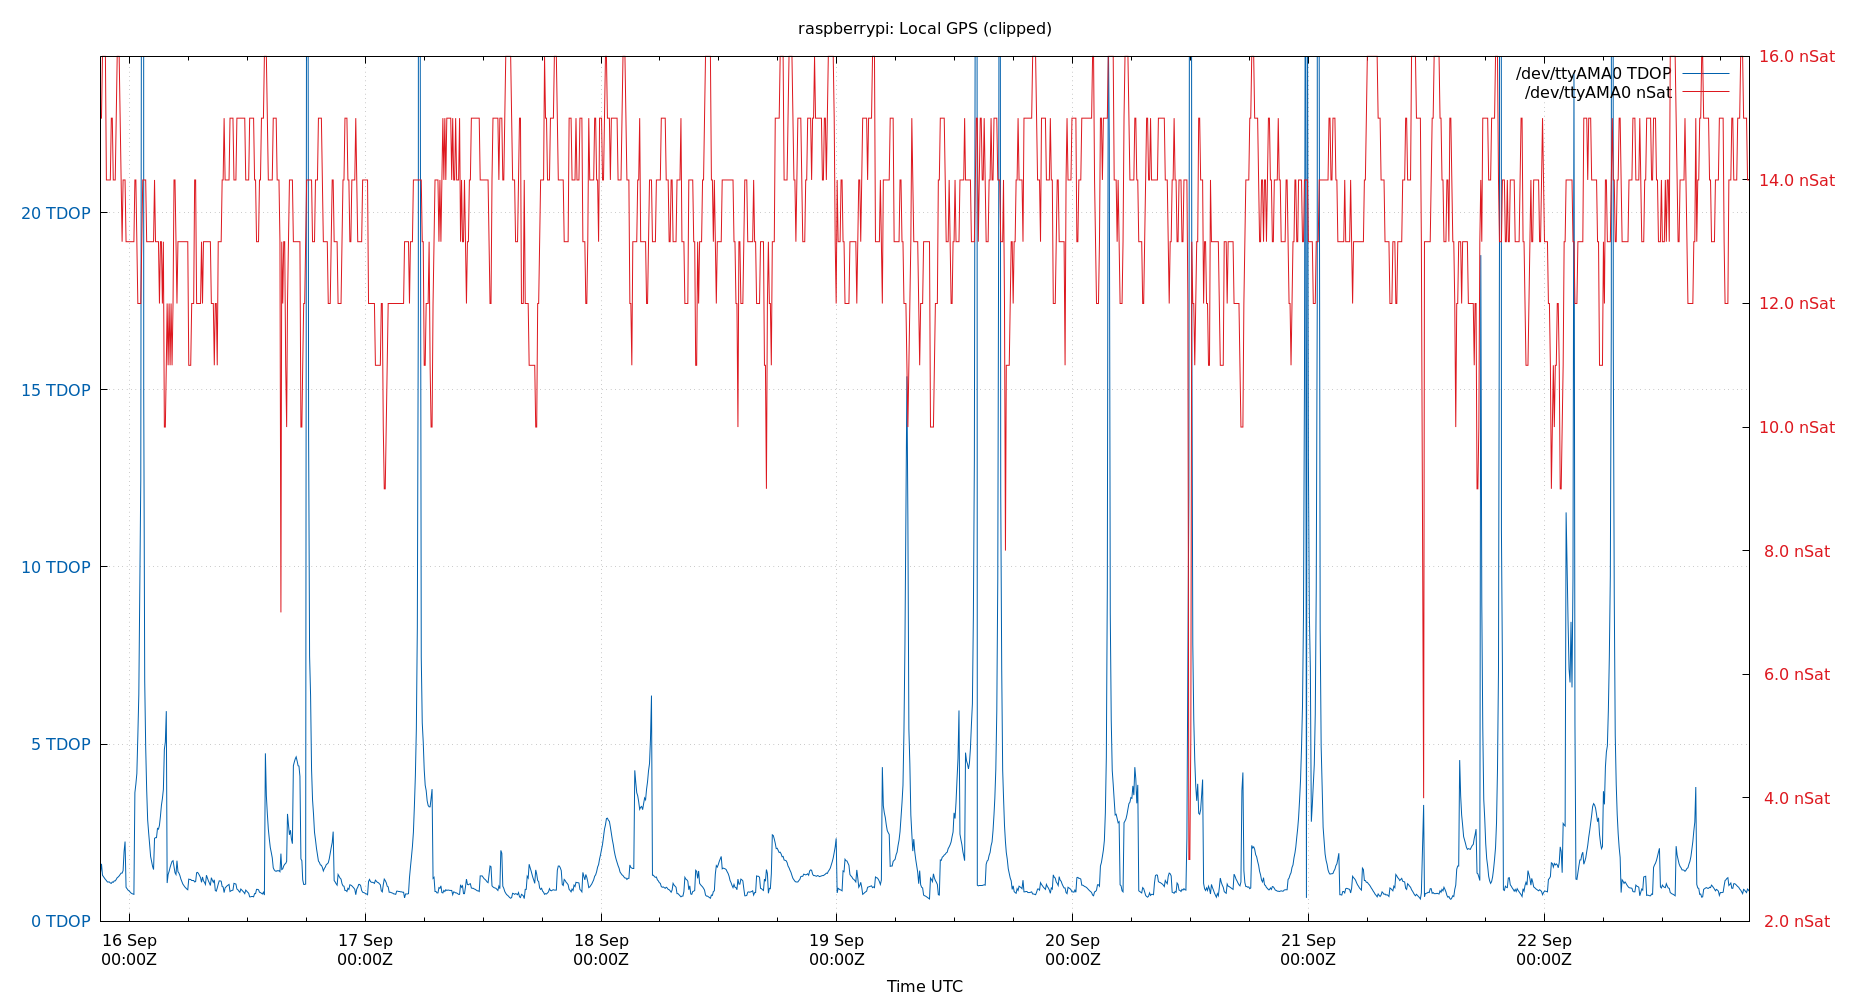 raspberrypi: Local GPS (clipped)
/dev/ttyAMA0 TDOP
/dev/ttyAMA0 nSat
20 TDOP
15 TDOP
10 TDOP
5 TDOP
0 TDOP
16.0 nSat
14.0 nSat
12.0 nSat
10.0 nSat
8.0 nSat
6.0 nSat
4.0 nSat
2.0 nSat
16 Sep
00:00Z
17 Sep
00:00Z
18 Sep
00:00Z
19 Sep
00:00Z
20 Sep
00:00Z
21 Sep
00:00Z
22 Sep
00:00Z
Time UTC